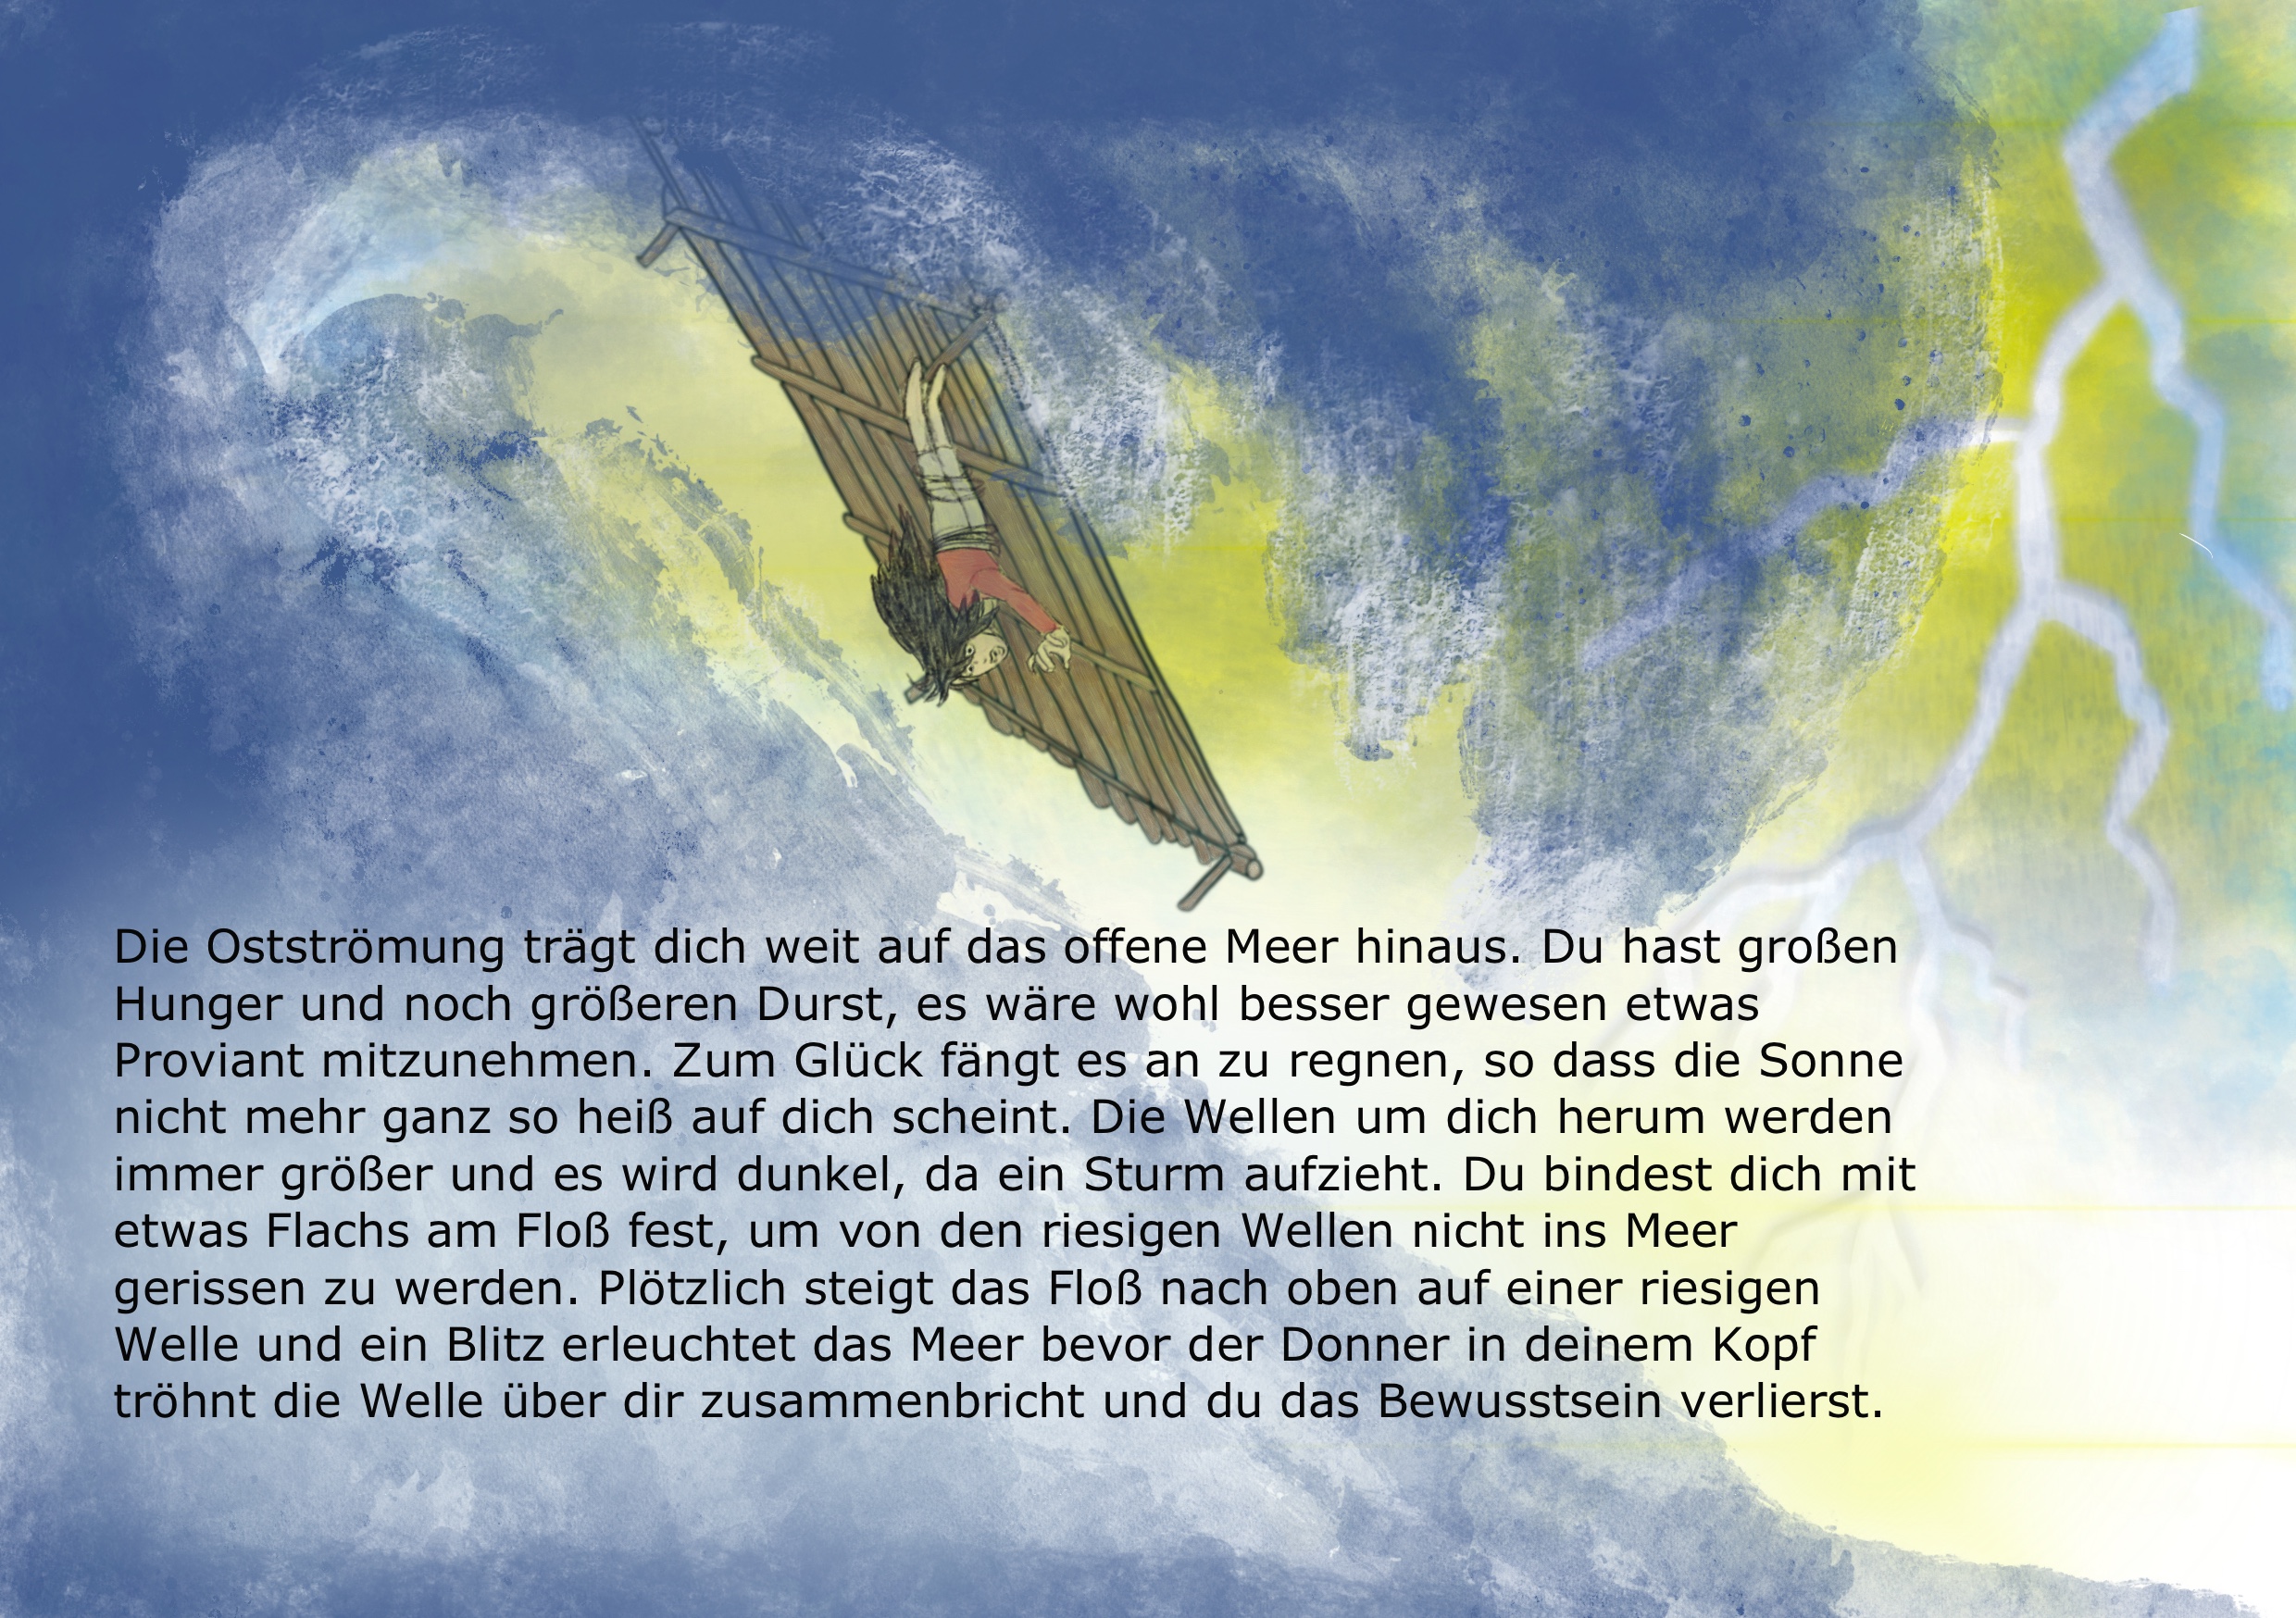 Die Ostströmung trägt dich weit auf das offene Meer hinaus. Du hast großen
Hunger und noch größeren Durst, es wäre wohl besser gewesen etwas
Proviant mitzunehmen. Zum Glück fängt es an zu regnen, so dass die Sonne
nicht mehr ganz so heiß auf dich scheint. Die Wellen um dich herum werden
immer größer und es wird dunkel, da ein Sturm aufzieht. Du bindest dich mit
etwas Flachs am Floß fest, um von den riesigen Wellen nicht ins Meer
gerissen zu werden. Plötzlich steigt das Floß nach oben auf einer riesigen
Welle und ein Blitz erleuchtet das Meer bevor der Donner in deinem Kopf
tröhnt die Welle über dir zusammenbricht und du das Bewusstsein verlierst.